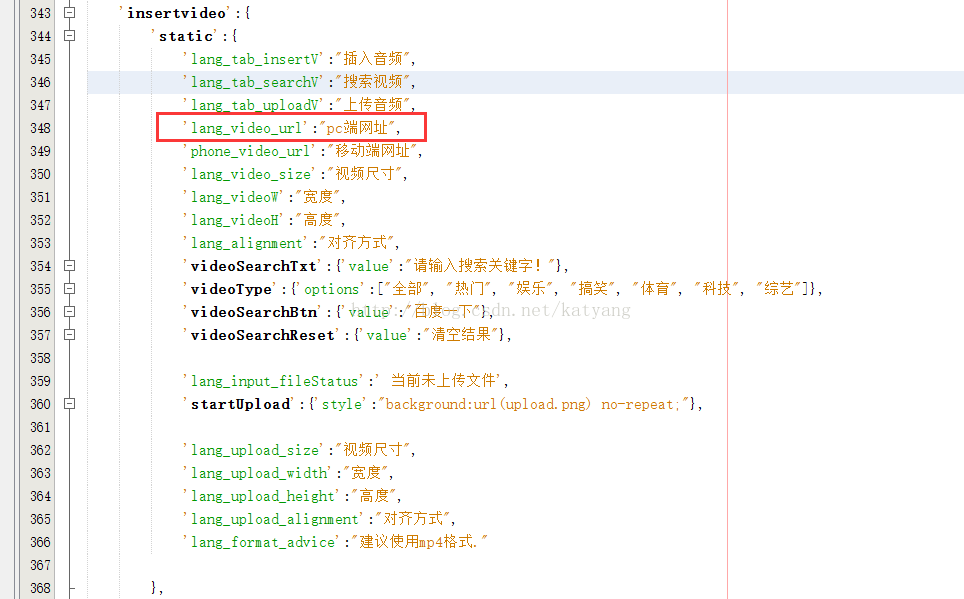 343 'insertvideo':{
344 'static':{
345 'lang_tab_insertV':"插入音频",
346 'lang_tab_searchV':"搜索视频",
347 'lang_tab_uploadV':"上传音频",
348 'lang_video_url':"pc端网址",
349 'phone_video_url':"移动端网址",
350 'lang_video_size':"视频尺寸",
351 'lang_videoW':"宽度",
352 'lang_videoH':"高度",
353 'lang_alignment':"对齐方式",
354 'videoSearchTxt':{'value':"请输入搜索关键字！"},
355 'videoType':{'options':["全部", "热门", "娱乐", "搞笑", "体育", "科技", "综艺"]},
356 'videoSearchBtn':{'value':"百度一下"},
http://blog.csdn.net/katyang
357 'videoSearchReset':{'value':"清空结果"},
358
359 'lang_input_fileStatus':' 当前未上传文件',
360 'startUpload':{'style':"background:url(upload.png) no-repeat;"},
361
362 'lang_upload_size':"视频尺寸",
363 'lang_upload_width':"宽度",
364 'lang_upload_height':"高度",
365 'lang_upload_alignment':"对齐方式",
366 'lang_format_advice':"建议使用mp4格式."
367
368 },